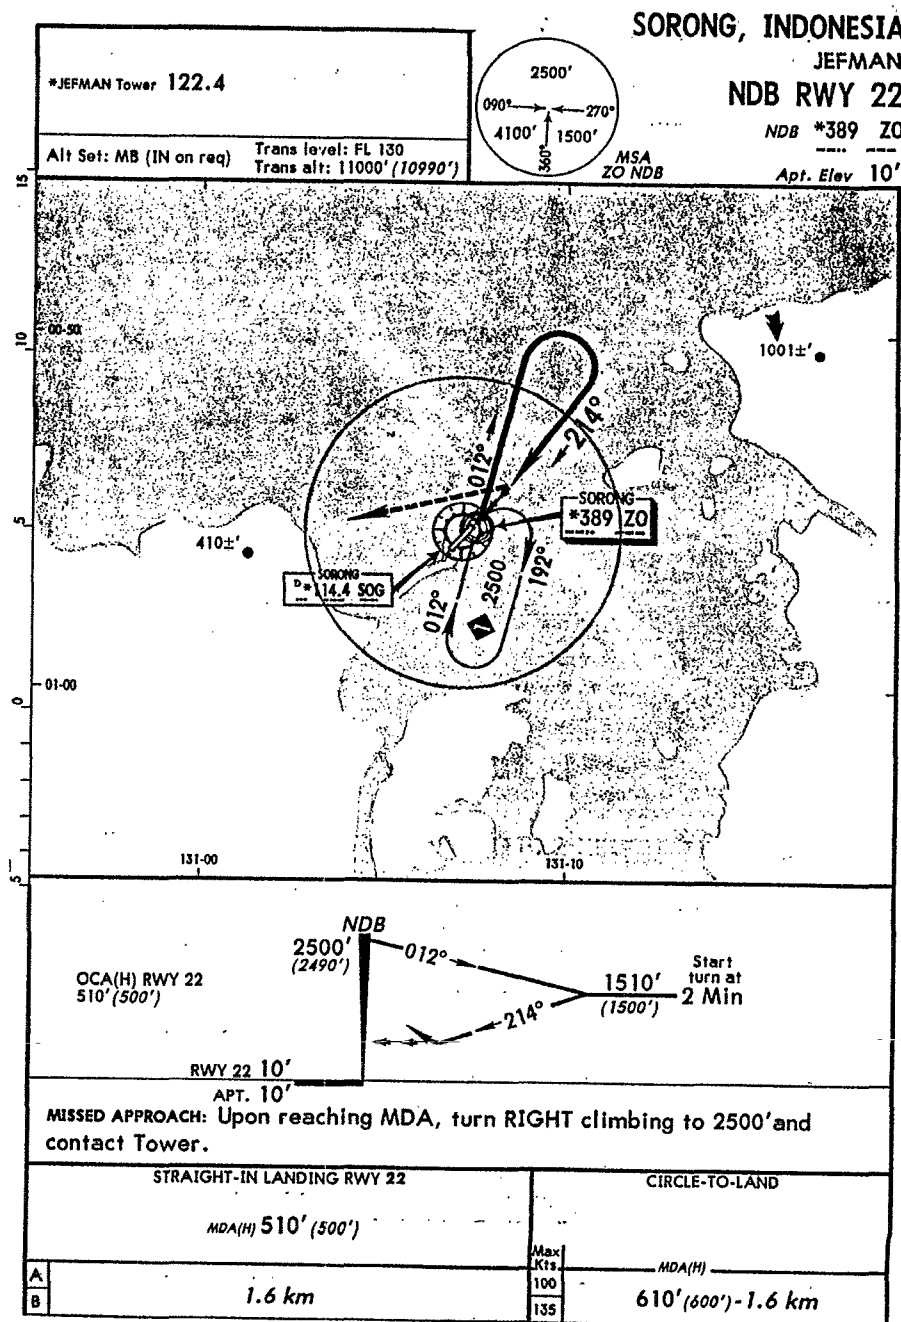 SORONG, INDONESIA
JEFMAN
NDB RWY 22
NDB *389 ZO
Apt. Elev 10'
*JEFMAN Tower 122.4
Alt Set: MB (IN on req)
Trans level: FL 130
Trans alt: 11000' (10990')
2500'
090°
270°
4100'
1500'
360°
MSA
ZO NDB
15
10
5
0
5
00-50
01-00
131-00
131-10
1001±'
410±'
012°
214°
SORONG
*389 ZO
SORONG
D *114.4 SOG
012°
2500
192°
1
NDB
2500'
(2490')
012°
OCA(H) RWY 22
510' (500')
1510'
(1500')
Start
turn at
2 Min
214°
RWY 22 10'
APT. 10'
MISSED APPROACH: Upon reaching MDA, turn RIGHT climbing to 2500' and
contact Tower.
STRAIGHT-IN LANDING RWY 22
CIRCLE-TO-LAND
MDA(H) 510' (500')
Max
Kts.
MDA(H)
A
B
1.6 km
100
135
610' (600') - 1.6 km